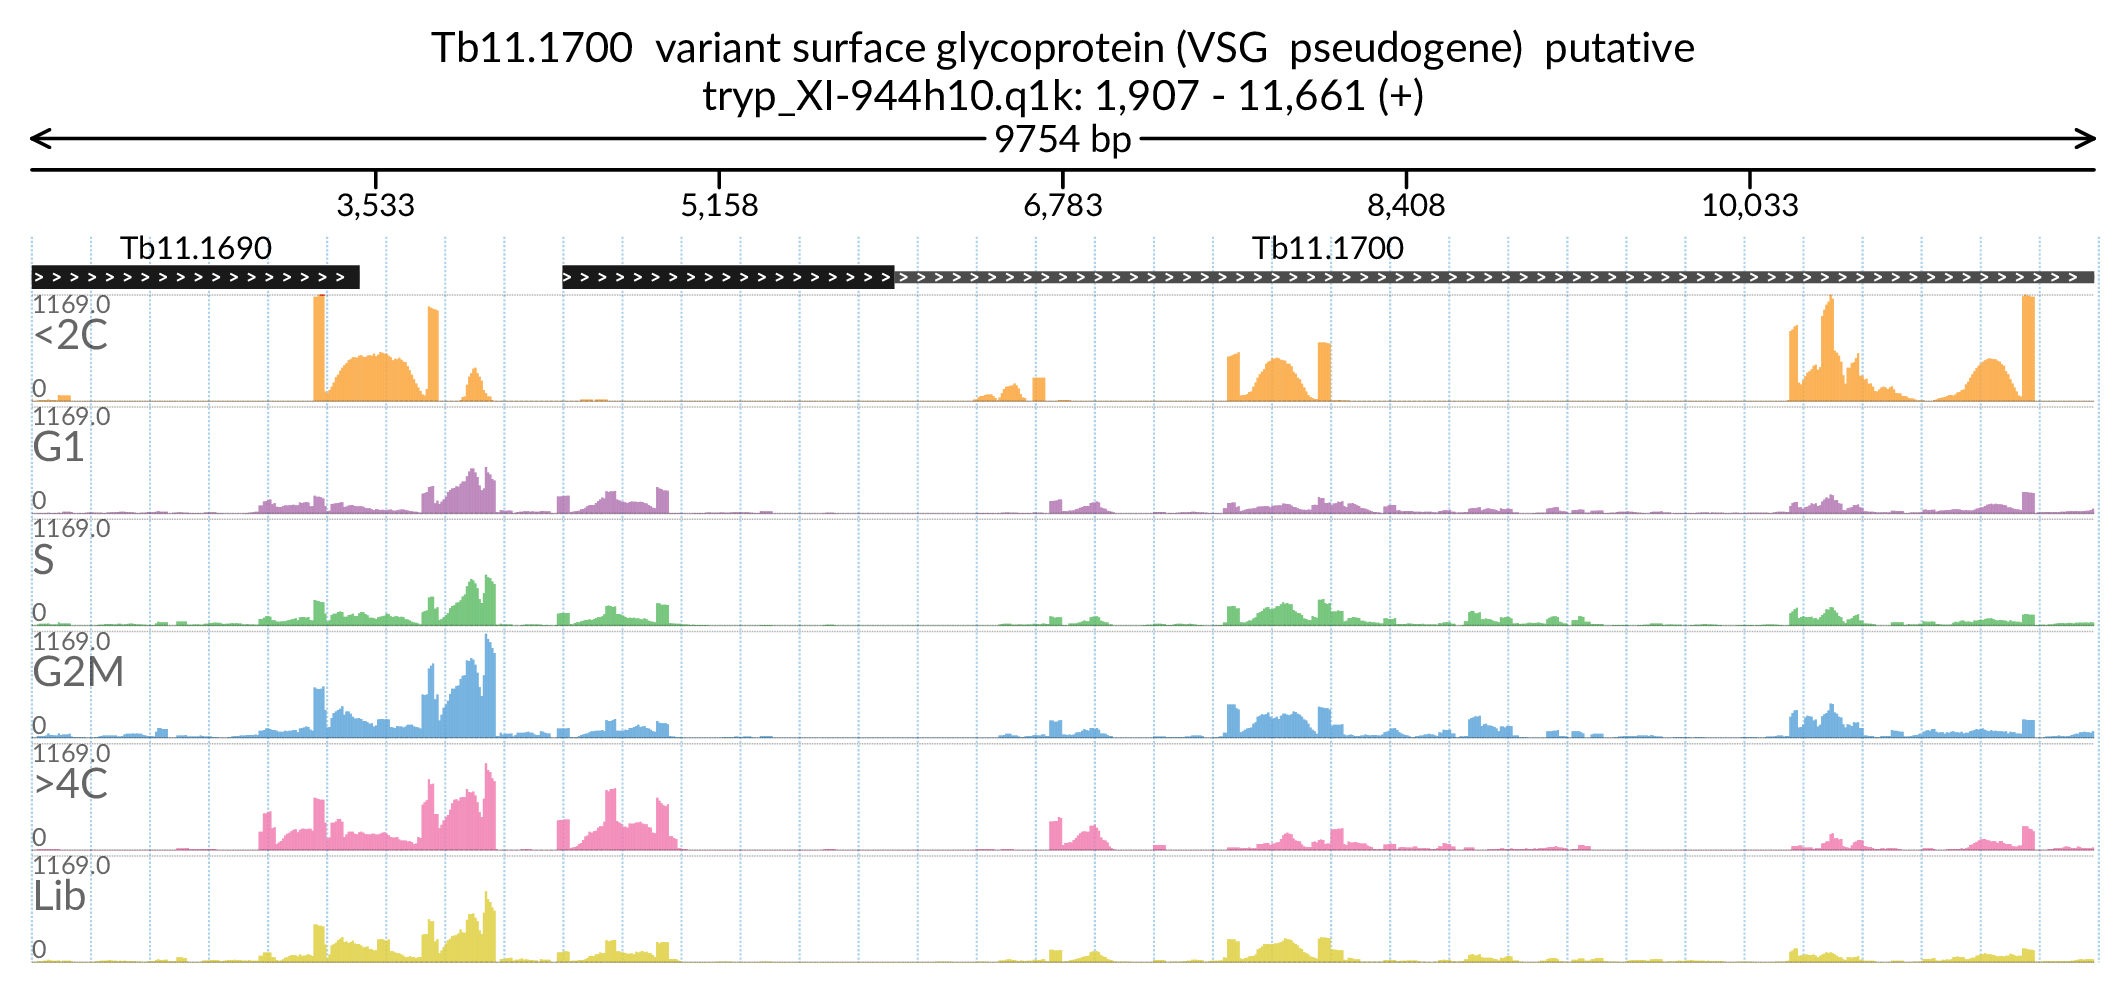 Tb11.1700 variant surface glycoprotein (VSG pseudogene) putative
tryp_XI-944h10.q1k: 1,907 - 11,661 (+)
9754 bp
3,533 5,158 6,783 8,408 10,033
Tb11.1690 Tb11.1700
1169.0
<2C
0
1169.0
G1
0
1169.0
S
0
1169.0
G2M
0
1169.0
>4C
0
1169.0
Lib
0